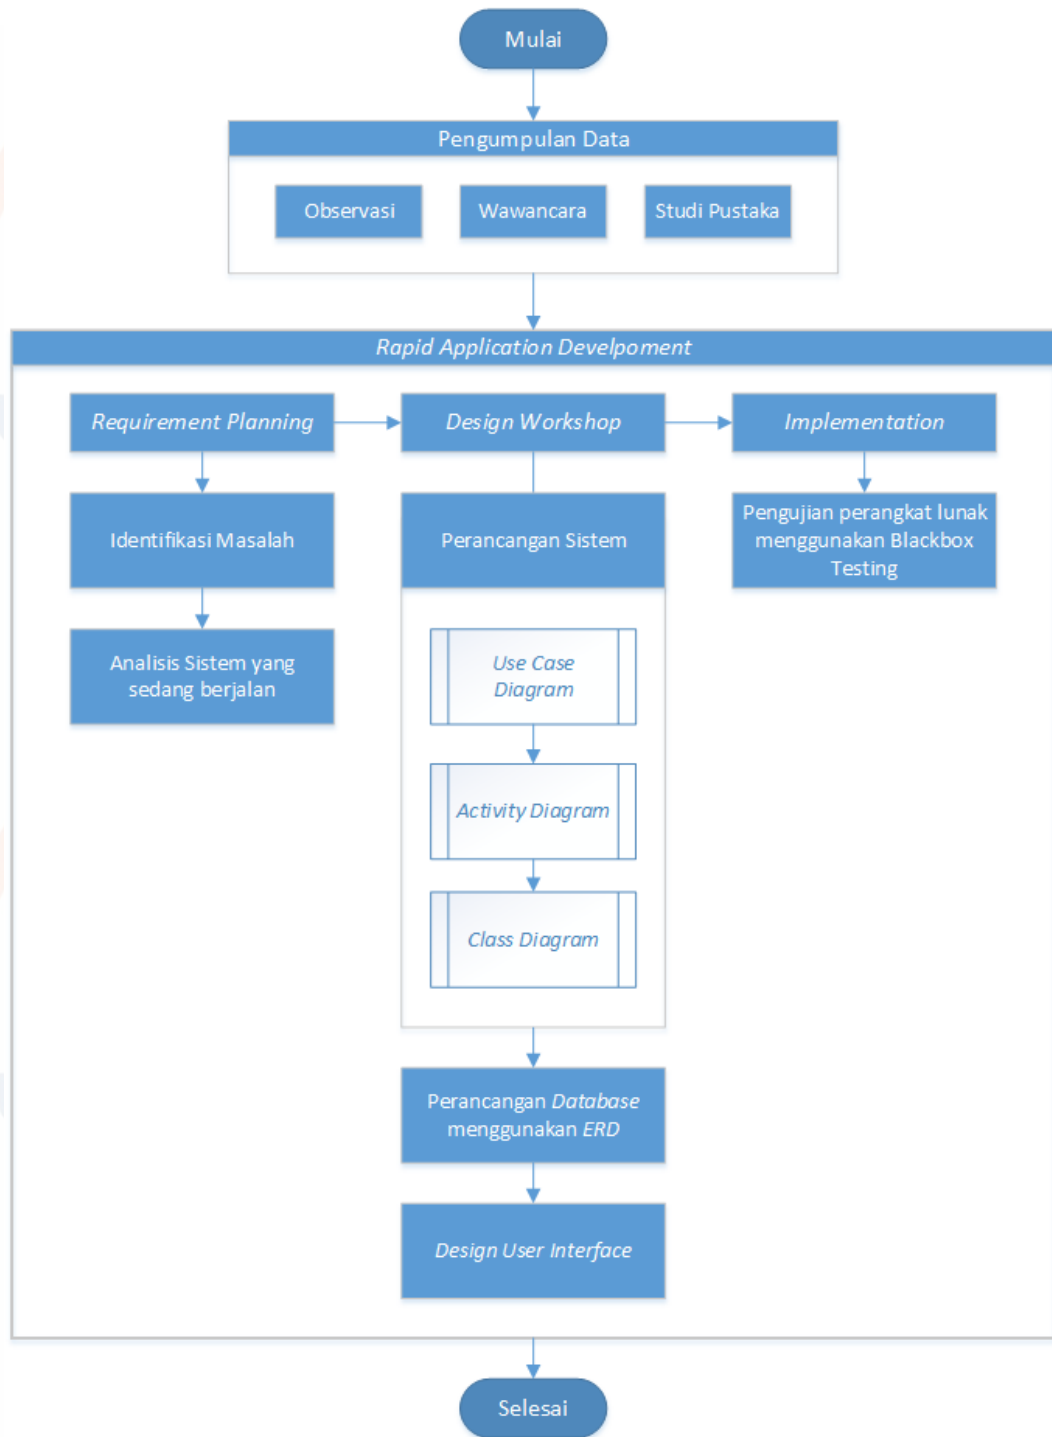 Mulai
Pengumpulan Data
Observasi
Wawancara
Studi Pustaka
Rapid Application Develpoment
Requirement Planning
Design Workshop
Implementation
Identifikasi Masalah
Perancangan Sistem
Pengujian perangkat lunak
menggunakan Blackbox
Testing
Analisis Sistem yang
sedang berjalan
Use Case
Diagram
Activity Diagram
Class Diagram
Perancangan Database
menggunakan ERD
Design User Interface
Selesai